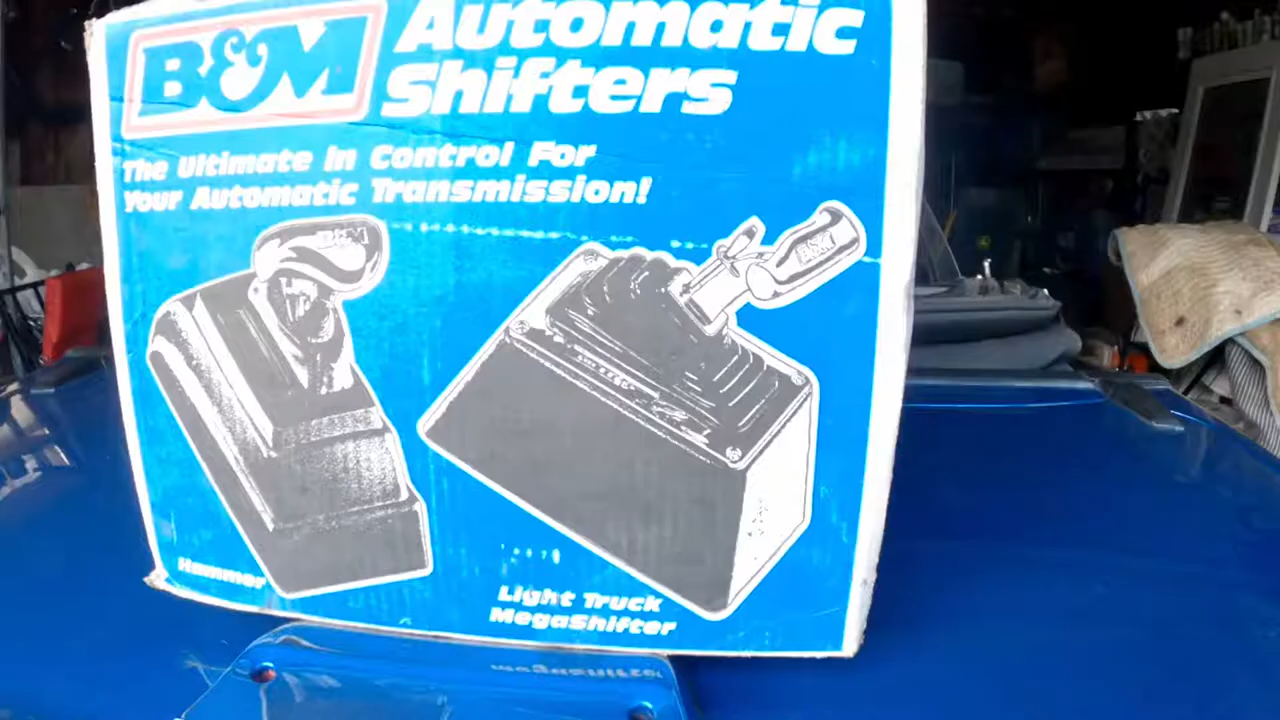 B&M
Automatic
Shifters
The Ultimate In Control For
Your Automatic Transmission!
B&M
B&M
Hammer
Light Truck
MegaShifter